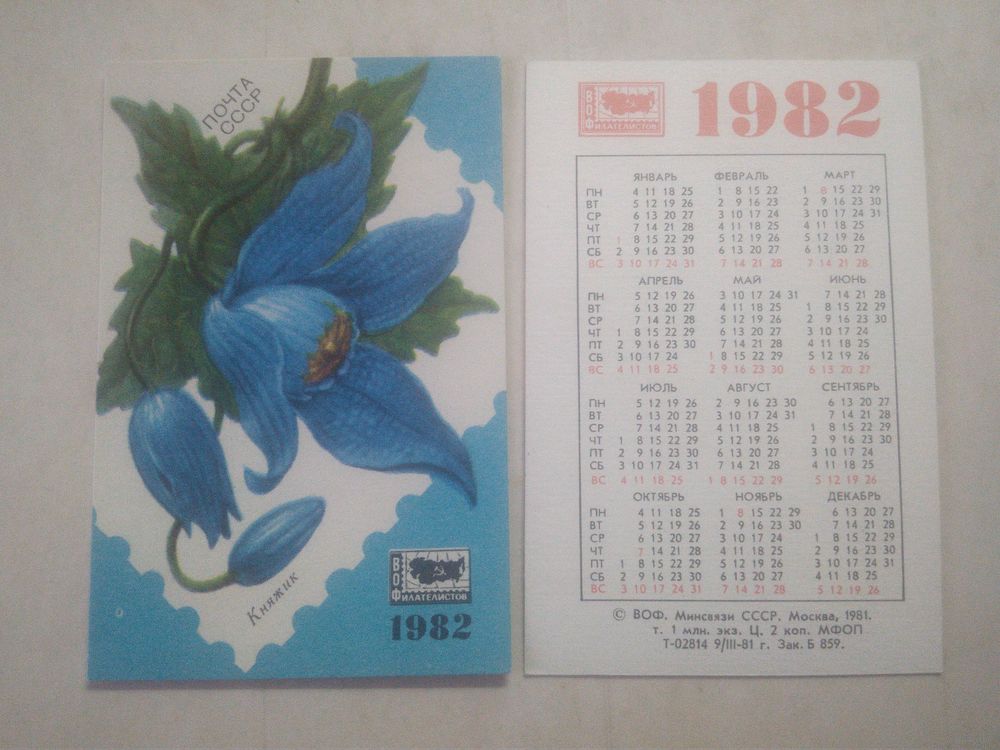 ПОЧТА
СССР
Княжик
ВОФИЛАТЕЛИСТОВ
1982
ВОФИЛАТЕЛИСТОВ
1982
ЯНВАРЬ ФЕВРАЛЬ МАРТ
ПН 4 11 18 25 1 8 15 22 1 8 15 22 29
ВТ 5 12 19 26 2 9 16 23 2 9 16 23 30
СР 6 13 20 27 3 10 17 24 3 10 17 24 31
ЧТ 7 14 21 28 4 11 18 25 4 11 18 25
ПТ 1 8 15 22 29 5 12 19 26 5 12 19 26
СБ 2 9 16 23 30 6 13 20 27 6 13 20 27
ВС 3 10 17 24 31 7 14 21 28 7 14 21 28
АПРЕЛЬ МАЙ ИЮНЬ
ПН 5 12 19 26 3 10 17 24 31 7 14 21 28
ВТ 6 13 20 27 4 11 18 25 1 8 15 22 29
СР 7 14 21 28 5 12 19 26 2 9 16 23 30
ЧТ 1 8 15 22 29 6 13 20 27 3 10 17 24
ПТ 2 9 16 23 30 7 14 21 28 4 11 18 25
СБ 3 10 17 24 1 8 15 22 29 5 12 19 26
ВС 4 11 18 25 2 9 16 23 30 6 13 20 27
ИЮЛЬ АВГУСТ СЕНТЯБРЬ
ПН 5 12 19 26 2 9 16 23 30 6 13 20 27
ВТ 6 13 20 27 3 10 17 24 31 7 14 21 28
СР 7 14 21 28 4 11 18 25 1 8 15 22 29
ЧТ 1 8 15 22 29 5 12 19 26 2 9 16 23 30
ПТ 2 9 16 23 30 6 13 20 27 3 10 17 24
СБ 3 10 17 24 31 7 14 21 28 4 11 18 25
ВС 4 11 18 25 1 8 15 22 29 5 12 19 26
ОКТЯБРЬ НОЯБРЬ ДЕКАБРЬ
ПН 4 11 18 25 1 8 15 22 29 6 13 20 27
ВТ 5 12 19 26 2 9 16 23 30 7 14 21 28
СР 6 13 20 27 3 10 17 24 1 8 15 22 29
ЧТ 7 14 21 28 4 11 18 25 2 9 16 23 30
ПТ 1 8 15 22 29 5 12 19 26 3 10 17 24 31
СБ 2 9 16 23 30 6 13 20 27 4 11 18 25
ВС 3 10 17 24 31 7 14 21 28 5 12 19 26
© ВОФ. Минсвязи СССР. Москва, 1981.
т. 1 млн. экз. Ц. 2 коп. МФОП
Т-02814 9/III-81 г. Зак. Б 859.